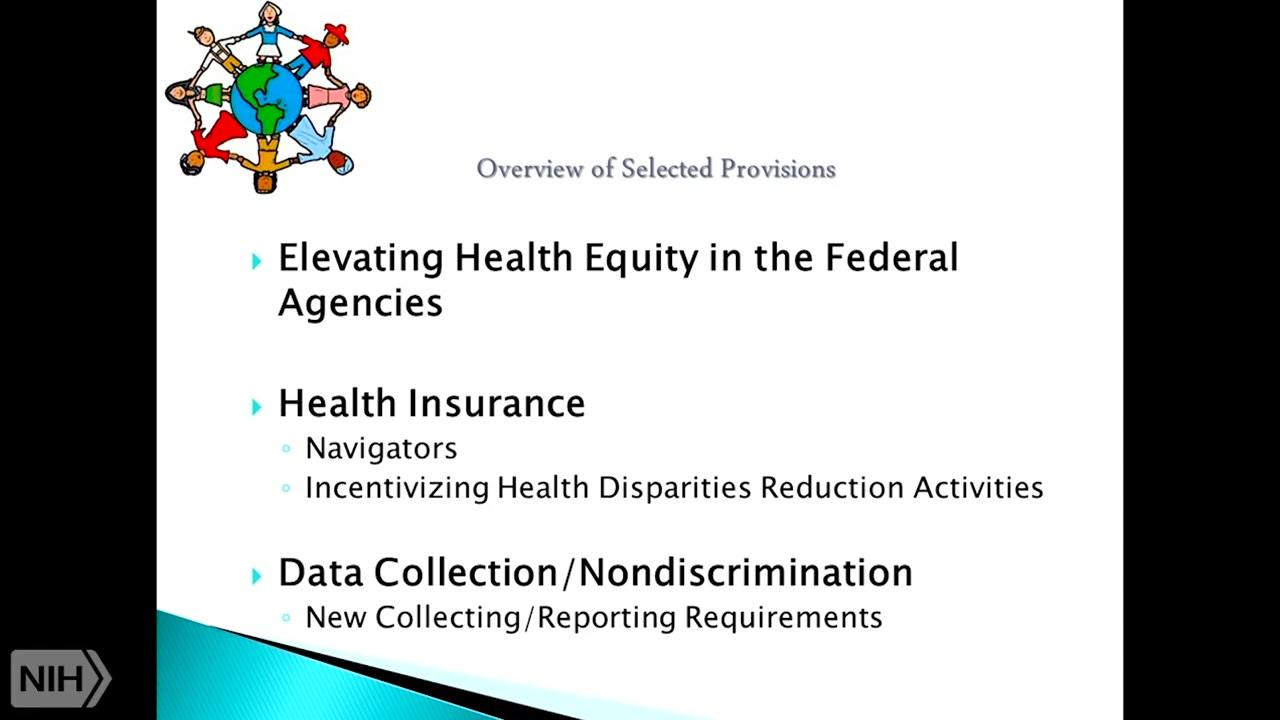 Overview of Selected Provisions
Elevating Health Equity in the Federal
Agencies
Health Insurance
Navigators
Incentivizing Health Disparities Reduction Activities
Data Collection/Nondiscrimination
New Collecting/Reporting Requirements
NIH